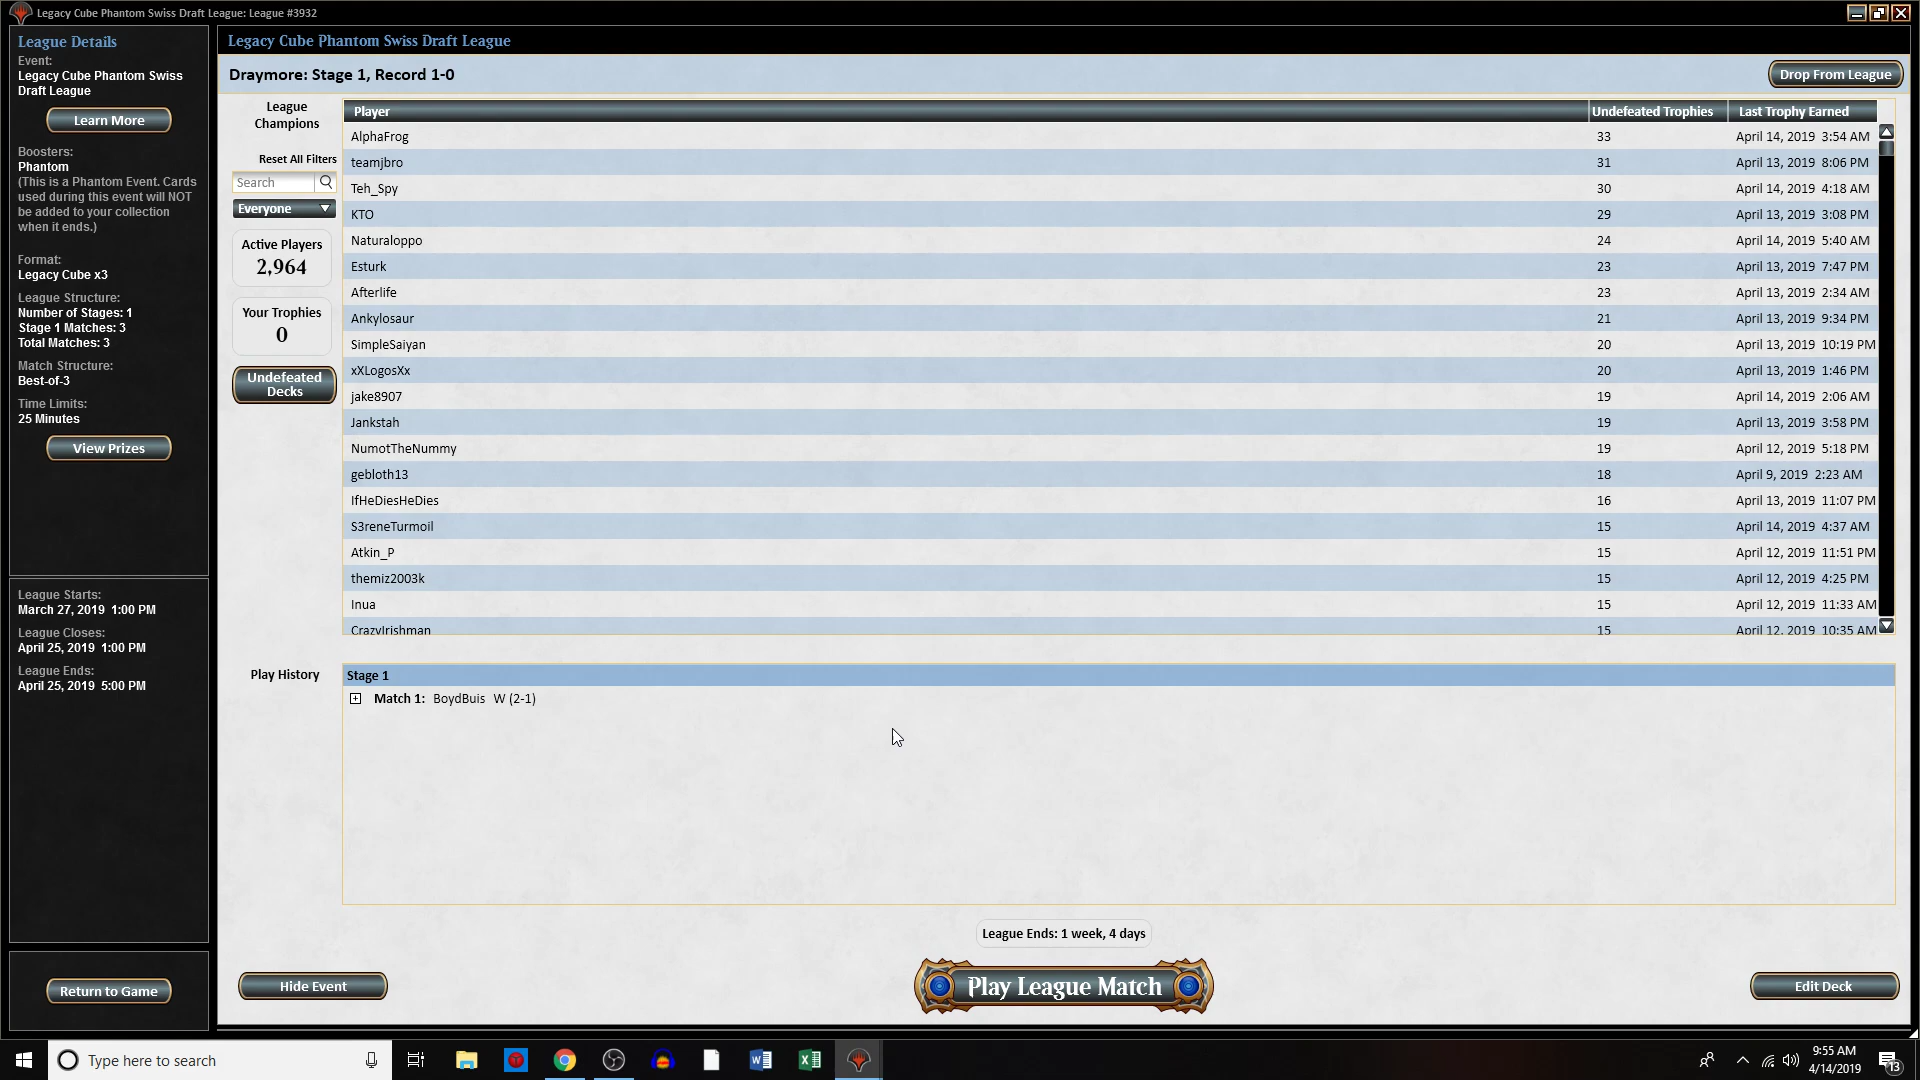 Legacy Cube Phantom Swiss Draft League: League #3932
League Details
Event:
Legacy Cube Phantom Swiss
Draft League
Learn More
Boosters:
Phantom
(This is a Phantom Event. Cards
used during this event will NOT
be added to your collection
when it ends.)
Format:
Legacy Cube x3
League Structure:
Number of Stages: 1
Stage 1 Matches: 3
Total Matches: 3
Match Structure:
Best-of-3
Time Limits:
25 Minutes
View Prizes
League Starts:
March 27, 2019 1:00 PM
League Closes:
April 25, 2019 1:00 PM
League Ends:
April 25, 2019 5:00 PM
Return to Game
Legacy Cube Phantom Swiss Draft League
Draymore: Stage 1, Record 1-0
Drop From League
League
Champions
Reset All Filters
Search
Everyone
Active Players
2,964
Your Trophies
0
Undefeated
Decks
Player Undefeated Trophies Last Trophy Earned
AlphaFrog 33 April 14, 2019 3:54 AM
teamjbro 31 April 13, 2019 8:06 PM
Teh_Spy 30 April 14, 2019 4:18 AM
KTO 29 April 13, 2019 3:08 PM
Naturaloppo 24 April 14, 2019 5:40 AM
Esturk 23 April 13, 2019 7:47 PM
Afterlife 23 April 13, 2019 2:34 AM
Ankylosaur 21 April 13, 2019 9:34 PM
SimpleSaiyan 20 April 13, 2019 10:19 PM
xXLogosXx 20 April 13, 2019 1:46 PM
jake8907 19 April 14, 2019 2:06 AM
Jankstah 19 April 13, 2019 3:58 PM
NumotTheNummy 19 April 12, 2019 5:18 PM
gebloth13 18 April 9, 2019 2:23 AM
IfHeDiesHeDies 16 April 13, 2019 11:07 PM
S3reneTurmoil 15 April 14, 2019 4:37 AM
Atkin_P 15 April 12, 2019 11:51 PM
themiz2003k 15 April 12, 2019 4:25 PM
Inua 15 April 12, 2019 11:33 AM
CrazyIrishman 15 April 12, 2019 10:35 AM
Play History
Stage 1
Match 1: BoydBuis W (2-1)
League Ends: 1 week, 4 days
Hide Event
Play League Match
Edit Deck
Type here to search
9:55 AM
4/14/2019
13